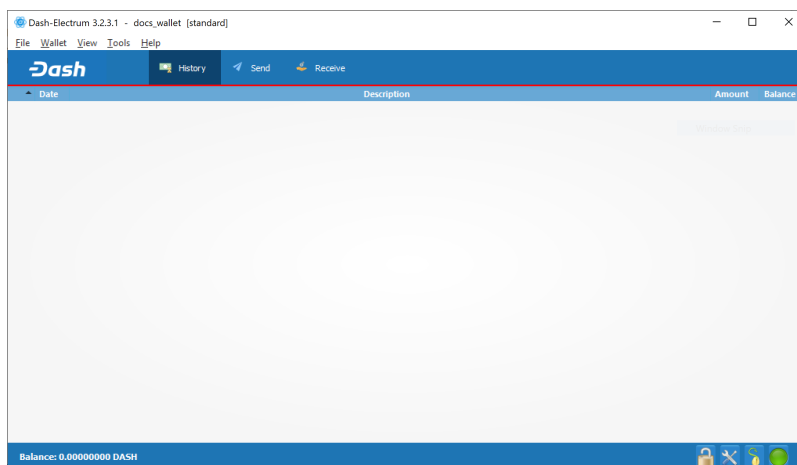 Dash-Electrum 3.2.3.1 - docs_wallet [standard]
File Wallet View Tools Help
Dash History Send Receive
Date Description Amount Balance
Balance: 0.00000000 DASH